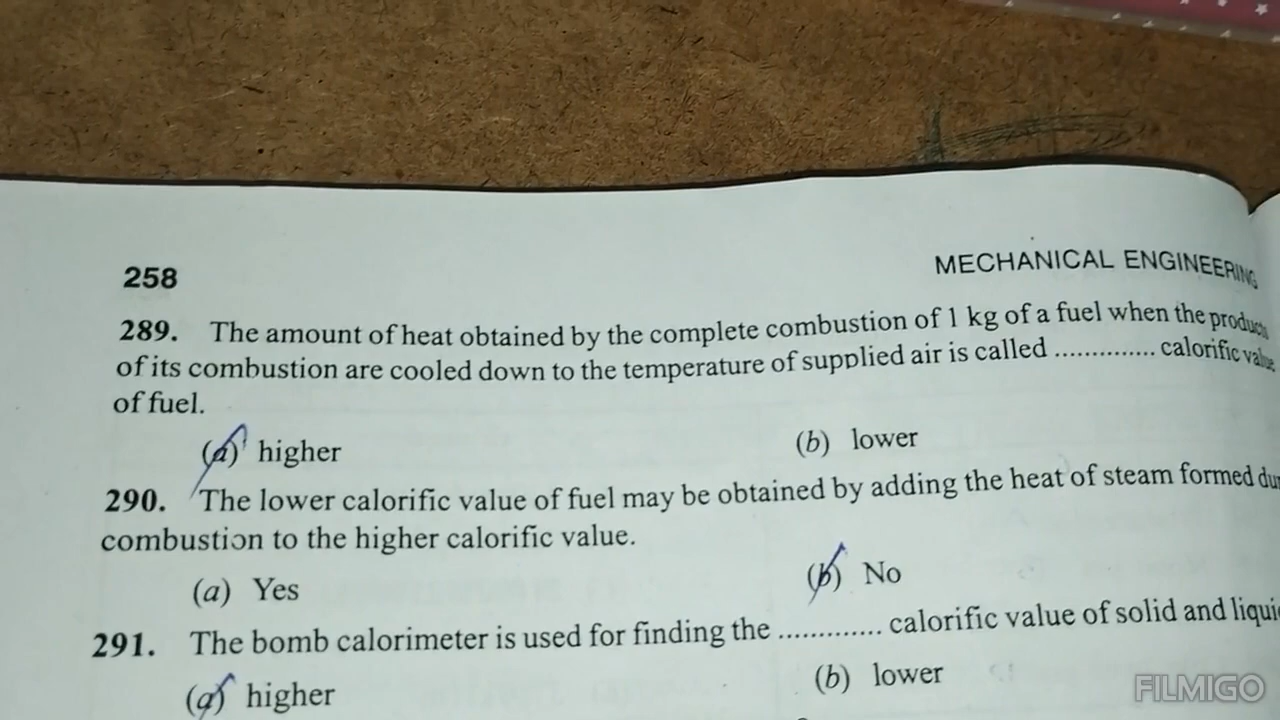 258
MECHANICAL ENGINEERING
289. The amount of heat obtained by the complete combustion of 1 kg of a fuel when the products
of its combustion are cooled down to the temperature of supplied air is called .............. calorific value
of fuel.
(a) higher
(b) lower
290. The lower calorific value of fuel may be obtained by adding the heat of steam formed
combustion to the higher calorific value.
(a) Yes
(b) No
291. The bomb calorimeter is used for finding the ............. calorific value of solid and
(a) higher
(b) lower
FILMIGO